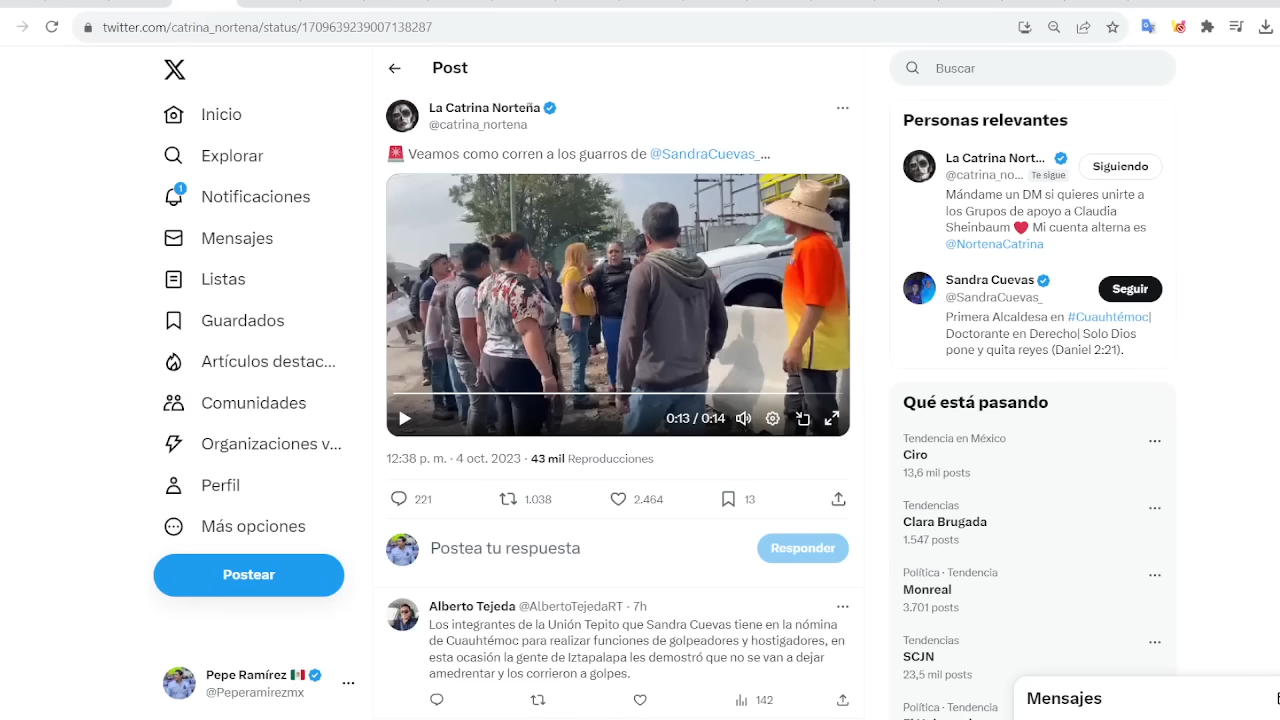 twitter.com/catrina_nortena/status/1709639239007138287
Inicio
Explorar
1
Notificaciones
Mensajes
Listas
Guardados
Artículos destac...
Comunidades
Organizaciones v...
Perfil
Más opciones
Postear
Pepe Ramírez 🇲🇽
@Peperamirezmx
Post
La Catrina Norteña
@catrina_nortena
🚨 Veamos como corren a los guarros de @SandraCuevas_...
0:13 / 0:14
12:38 p. m. · 4 oct. 2023 · 43 mil Reproducciones
221 1.038 2.464 13
Postea tu respuesta
Responder
Alberto Tejeda @AlbertoTejedaRT · 7h
Los integrantes de la Unión Tepito que Sandra Cuevas tiene en la nómina
de Cuauhtémoc para realizar funciones de golpeadores y hostigadores, en
esta ocasión la gente de Iztapalapa les demostró que no se van a dejar
amedrentar y los corrieron a golpes.
142
Buscar
Personas relevantes
La Catrina Nort...
@catrina_no... Te sigue
Siguiendo
Mándame un DM si quieres unirte a
los Grupos de apoyo a Claudia
Sheinbaum ❤️ Mi cuenta alterna es
@NortenaCatrina
Sandra Cuevas
@SandraCuevas_
Seguir
Primera Alcaldesa en #Cuauhtémoc|
Doctorante en Derecho| Solo Dios
pone y quita reyes (Daniel 2:21).
Qué está pasando
Tendencia en México
Ciro
13,6 mil posts
Tendencias
Clara Brugada
1.547 posts
Política · Tendencia
Monreal
3.701 posts
Tendencias
SCJN
23,5 mil posts
Política · Tendencia
Mensajes